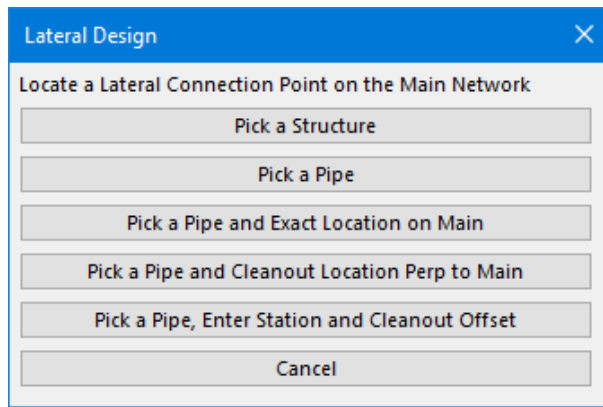 Lateral Design
Locate a Lateral Connection Point on the Main Network
Pick a Structure
Pick a Pipe
Pick a Pipe and Exact Location on Main
Pick a Pipe and Cleanout Location Perp to Main
Pick a Pipe, Enter Station and Cleanout Offset
Cancel